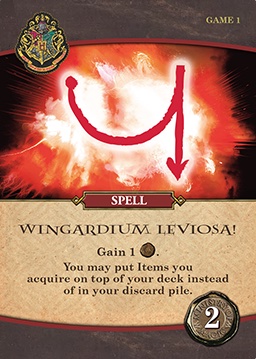 GAME 1
SPELL
WINGARDIUM LEVIOSA!
Gain 1 .
You may put Items you
acquire on top of your deck instead
of in your discard pile.
2